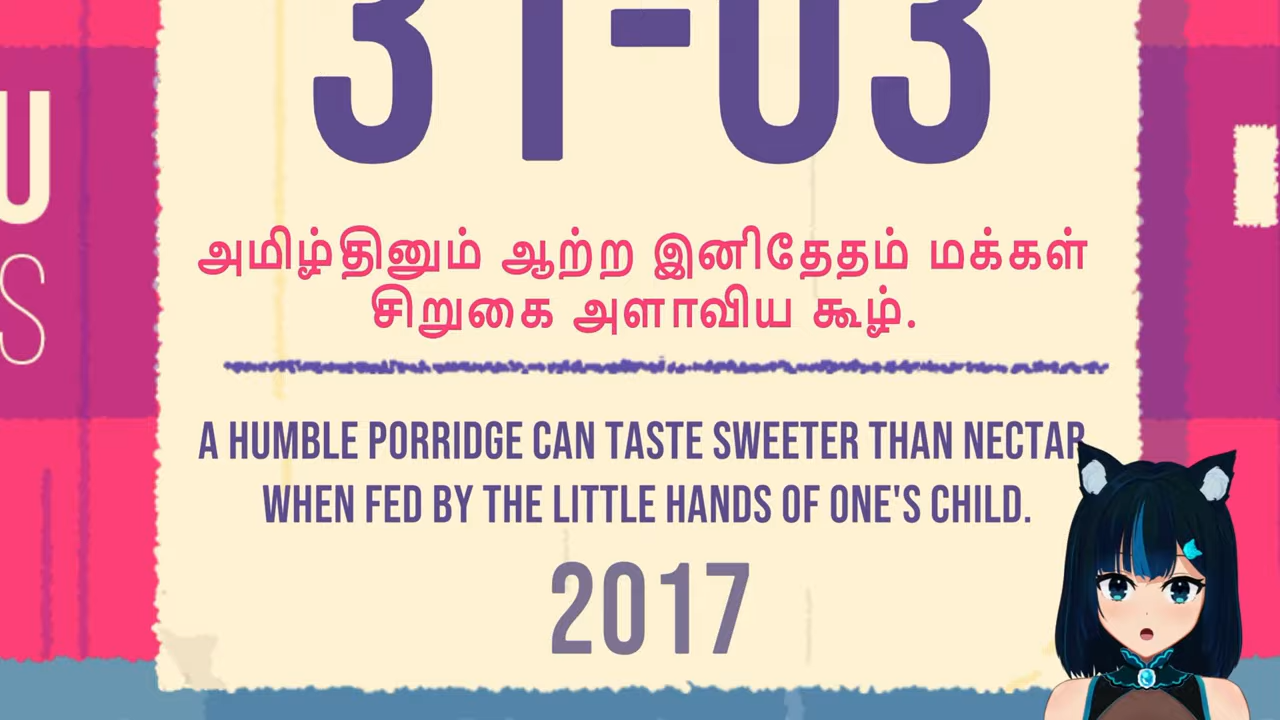 31-03
U
S
அமிழ்தினும் ஆற்ற இனிதேதம் மக்கள்
சிறுகை அளாவிய கூழ்.
A HUMBLE PORRIDGE CAN TASTE SWEETER THAN NECTAR
WHEN FED BY THE LITTLE HANDS OF ONE'S CHILD.
2017